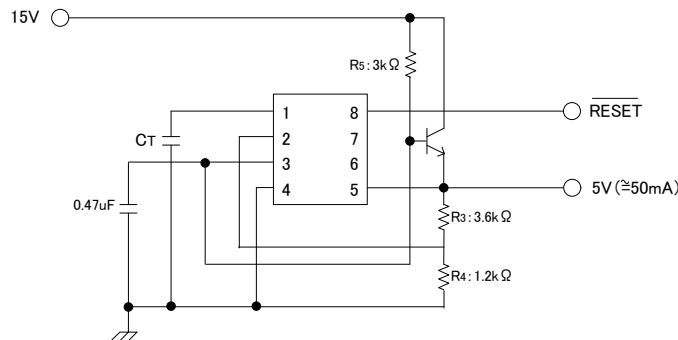 15V
R5:3kΩ
1 8
RESET
CT
2 7
3 6
0.47uF
4 5
5V(≅50mA)
R3:3.6kΩ
R4:1.2kΩ